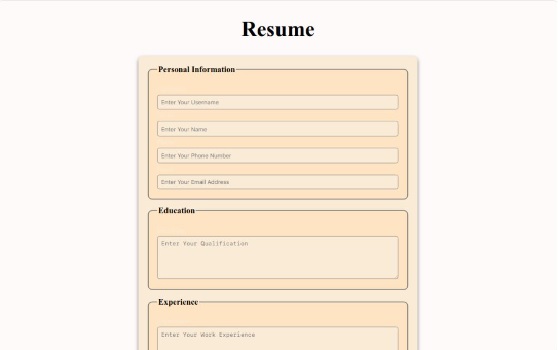 Resume
Personal Information
Enter Your Username
Enter Your Name
Enter Your Phone Number
Enter Your Email Address
Education
Enter Your Qualification
Experience
Enter Your Work Experience